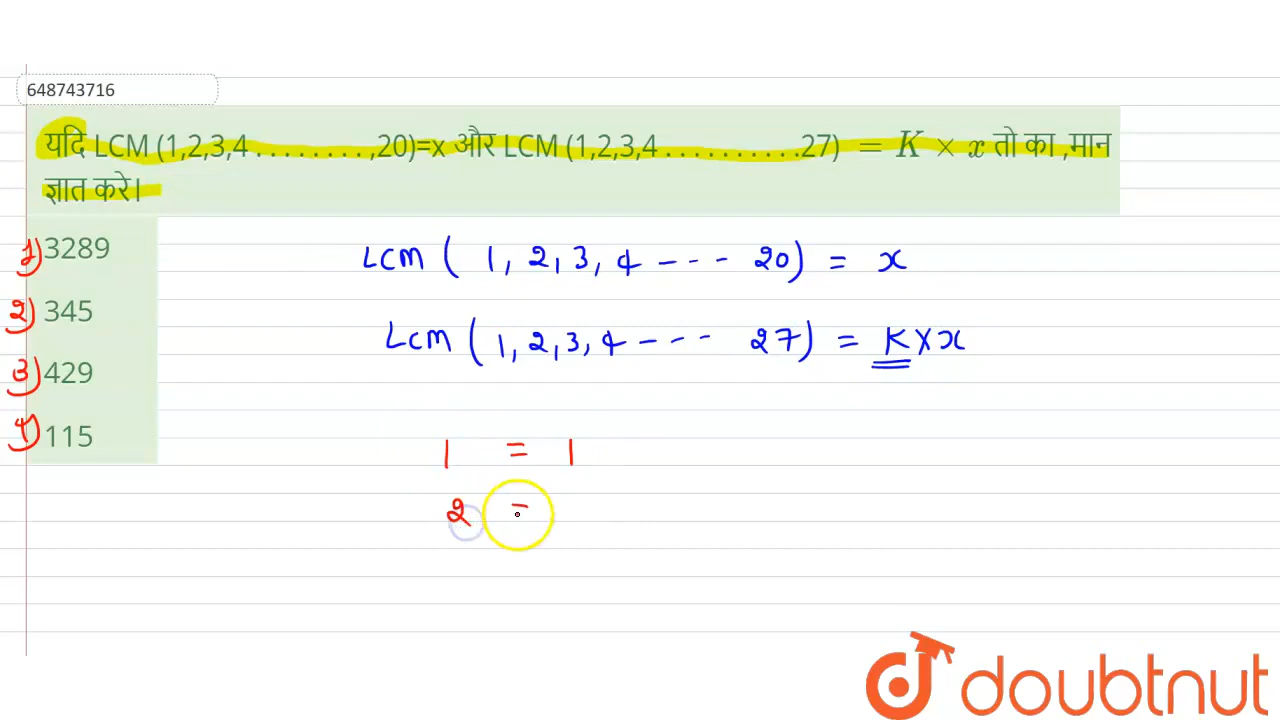 648743716
यदि LCM (1,2,3,4 . . . . . . . . ,20)=x और LCM (1,2,3,4 . . . . . . . . . .27) = K × x तो का ,मान
ज्ञात करे।
1) 3289
2) 345
3) 429
4) 115
LCM ( 1, 2, 3, 4 - - - - 20) = x
LCM ( 1, 2, 3, 4 - - - - 27) = K × x
1 = 1
2 =
doubtnut